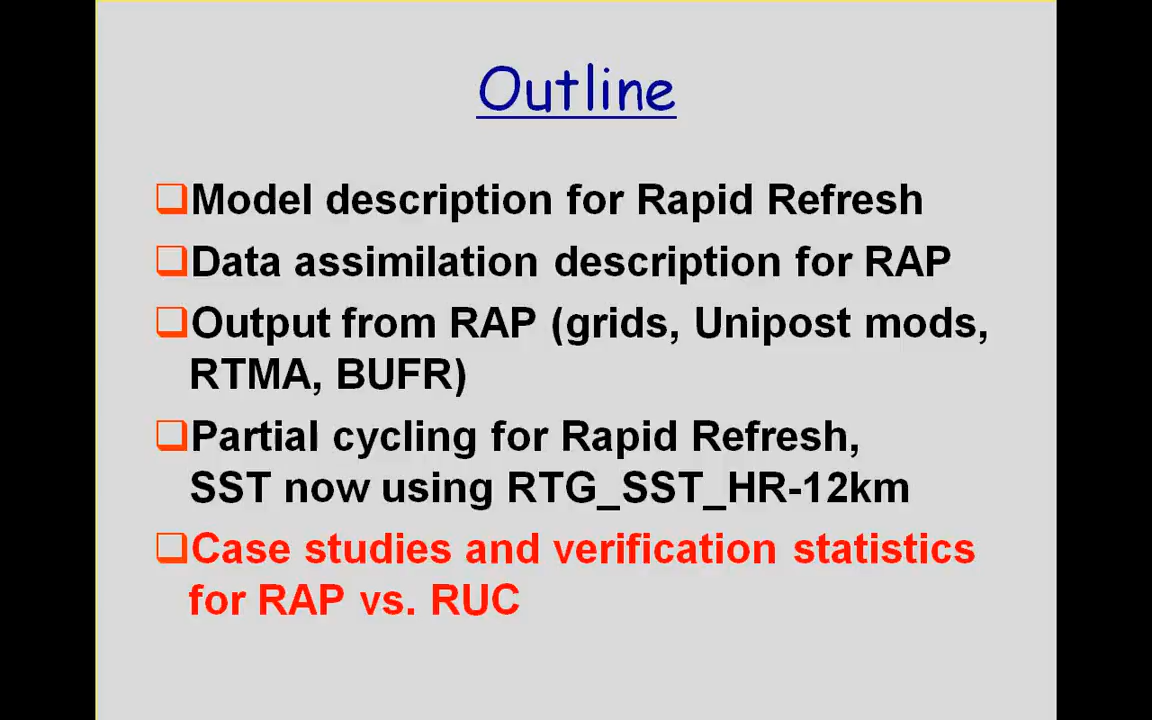 Outline
❑Model description for Rapid Refresh
❑Data assimilation description for RAP
❑Output from RAP (grids, Unipost mods,
RTMA, BUFR)
❑Partial cycling for Rapid Refresh,
SST now using RTG_SST_HR-12km
❑Case studies and verification statistics
for RAP vs. RUC